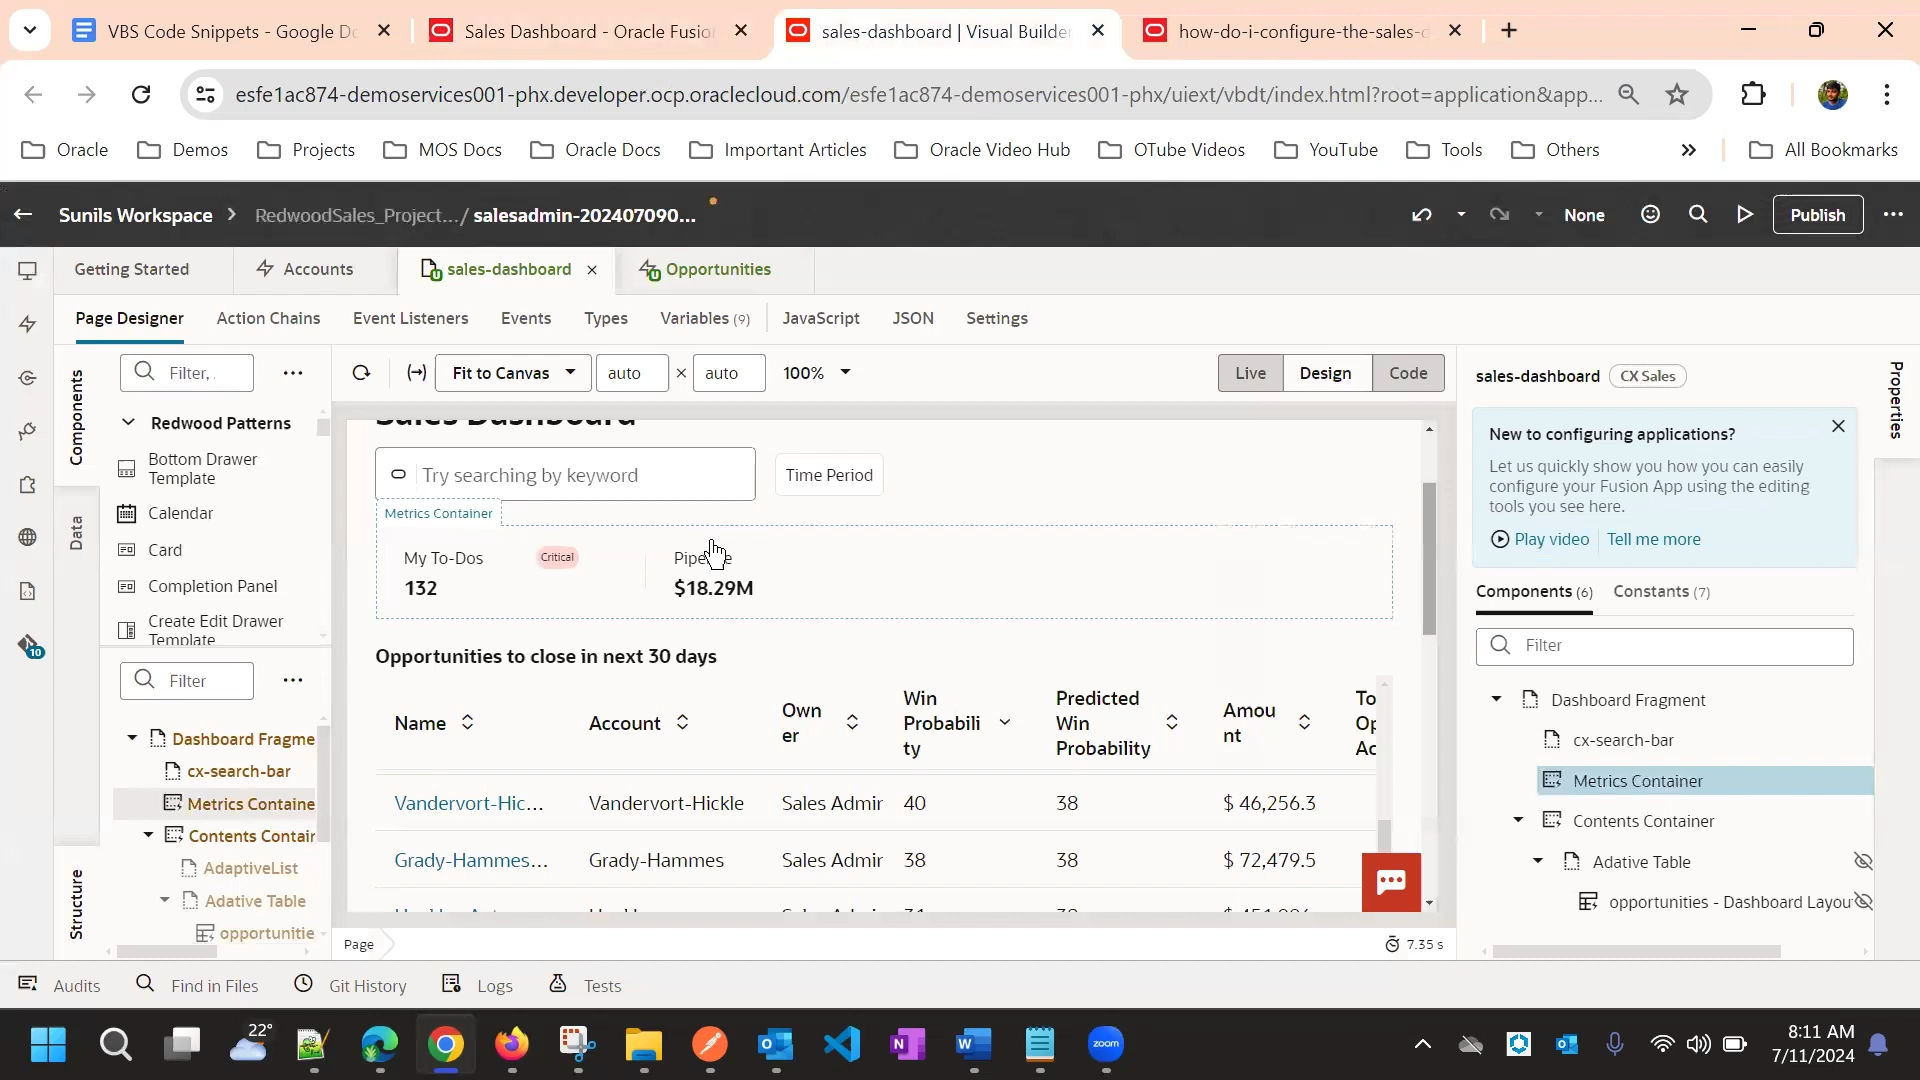 VBS Code Snippets - Google Do
Sales Dashboard - Oracle Fusio
sales-dashboard | Visual Builde
how-do-i-configure-the-sales-d
esfe1ac874-demoservices001-phx.developer.ocp.oraclecloud.com/esfe1ac874-demoservices001-phx/uiext/vbdt/index.html?root=application&app...
Oracle
Demos
Projects
MOS Docs
Oracle Docs
Important Articles
Oracle Video Hub
OTube Videos
YouTube
Tools
Others
All Bookmarks
Sunils Workspace
RedwoodSales_Project.../ salesadmin-202407090...
None
Publish
Getting Started
Accounts
sales-dashboard
Opportunities
Page Designer
Action Chains
Event Listeners
Events
Types
Variables (9)
JavaScript
JSON
Settings
Components
Data
Structure
Filter,
Redwood Patterns
Bottom Drawer
Template
Calendar
Card
Completion Panel
Create Edit Drawer
Template
Filter
Dashboard Fragme
cx-search-bar
Metrics Containe
Contents Contair
AdaptiveList
Adative Table
opportunitie
10
Fit to Canvas
auto
×
auto
100%
Live
Design
Code
Sales Dashboard
Try searching by keyword
Time Period
Metrics Container
My To-Dos
Critical
132
$18.29M
Opportunities to close in next 30 days
Name
Account
Own
er
Win
Probabili
ty
Predicted
Win
Probability
Amou
nt
To
Op
Ac
Vandervort-Hic...
Vandervort-Hickle
Sales Admir
40
38
$ 46,256.3
Grady-Hammes...
Grady-Hammes
Sales Admir
38
38
$ 72,479.5
Page
7.35 s
sales-dashboard
CX Sales
Properties
New to configuring applications?
Let us quickly show you how you can easily
configure your Fusion App using the editing
tools you see here.
Play video
Tell me more
Components (6)
Constants (7)
Filter
Dashboard Fragment
cx-search-bar
Metrics Container
Contents Container
Adative Table
opportunities - Dashboard Layou
Audits
Find in Files
Git History
Logs
Tests
22°
zoom
8:11 AM
7/11/2024